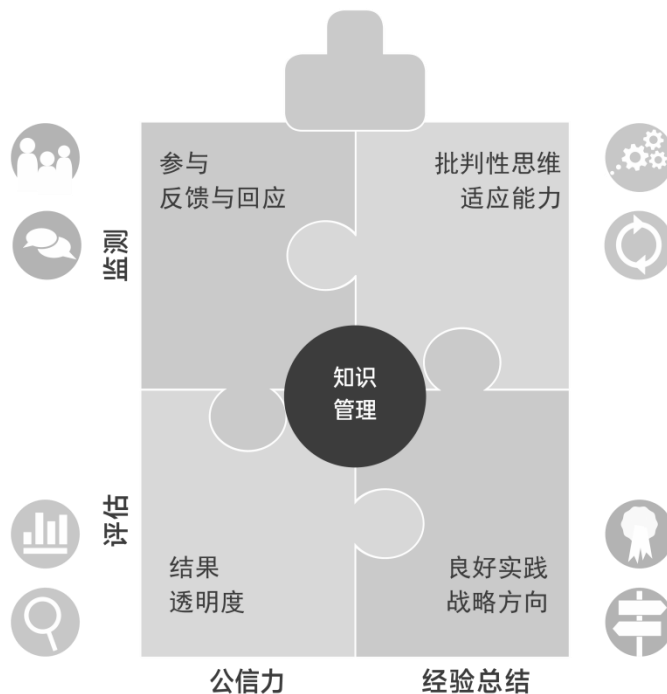 参与
反馈与回应
批判性思维
适应能力
监测
知识
管理
评估
结果
透明度
良好实践
战略方向
公信力
经验总结